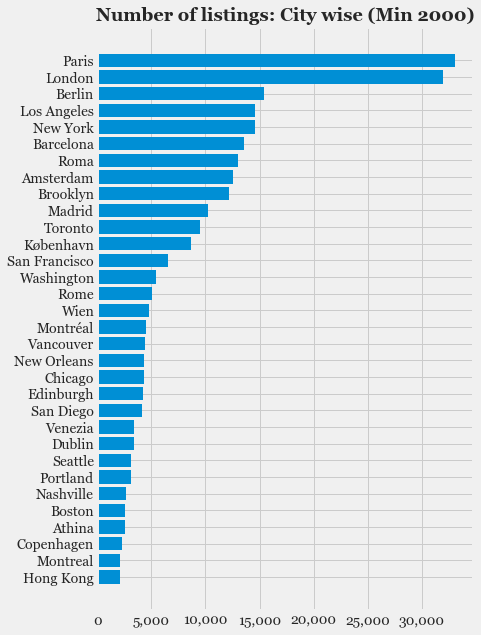 Number of listings: City wise (Min 2000)
Paris
London
Berlin
Los Angeles
New York
Barcelona
Roma
Amsterdam
Brooklyn
Madrid
Toronto
København
San Francisco
Washington
Rome
Wien
Montréal
Vancouver
New Orleans
Chicago
Edinburgh
San Diego
Venezia
Dublin
Seattle
Portland
Nashville
Boston
Athina
Copenhagen
Montreal
Hong Kong
0 5,000 10,000 15,000 20,000 25,000 30,000